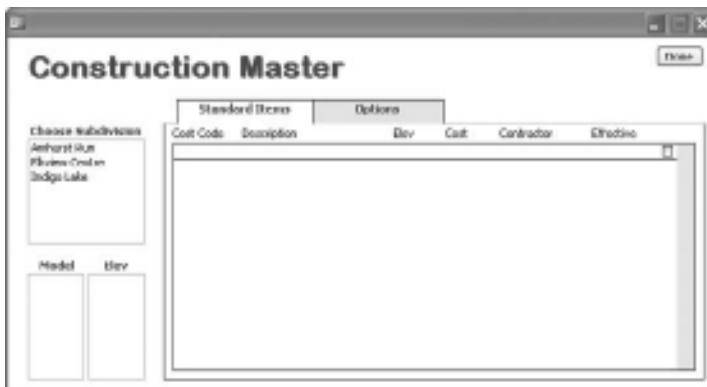 Construction Master
Done
Standard Items
Options
Choose Subdivision
Cost Code Description Elev Cost Contractor Effective
Amhurst Run
Indigo Lake
Model Elev